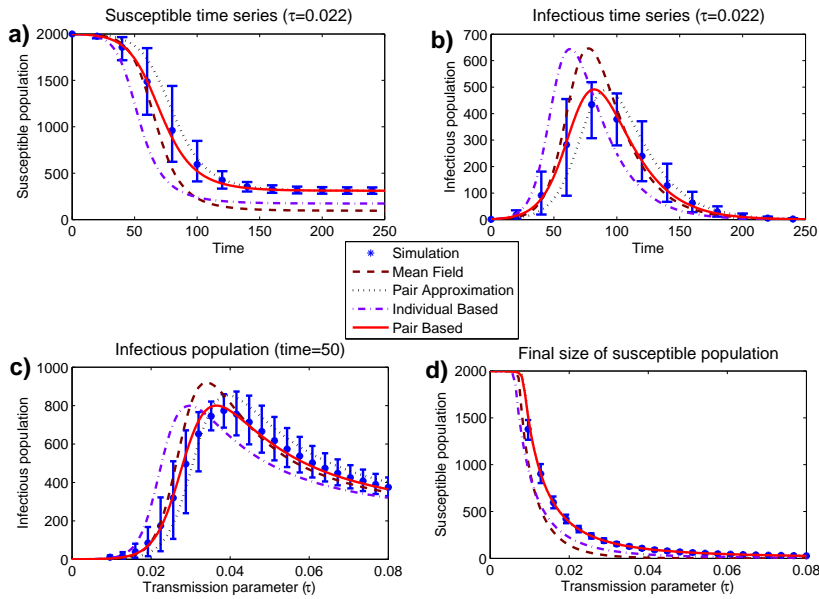 a)
Susceptible time series (τ=0.022)
Susceptible population
2000
1500
1000
500
0
0 50 100 150 200 250
Time
b)
Infectious time series (τ=0.022)
Infectious population
700
600
500
400
300
200
100
0
0 50 100 150 200 250
Time
Simulation
Mean Field
Pair Approximation
Individual Based
Pair Based
c)
Infectious population (time=50)
Infectious population
1000
800
600
400
200
0
0 0.02 0.04 0.06 0.08
Transmission parameter (τ)
d)
Final size of susceptible population
Susceptible population
2000
1500
1000
500
0
0 0.02 0.04 0.06 0.08
Transmission parameter (τ)